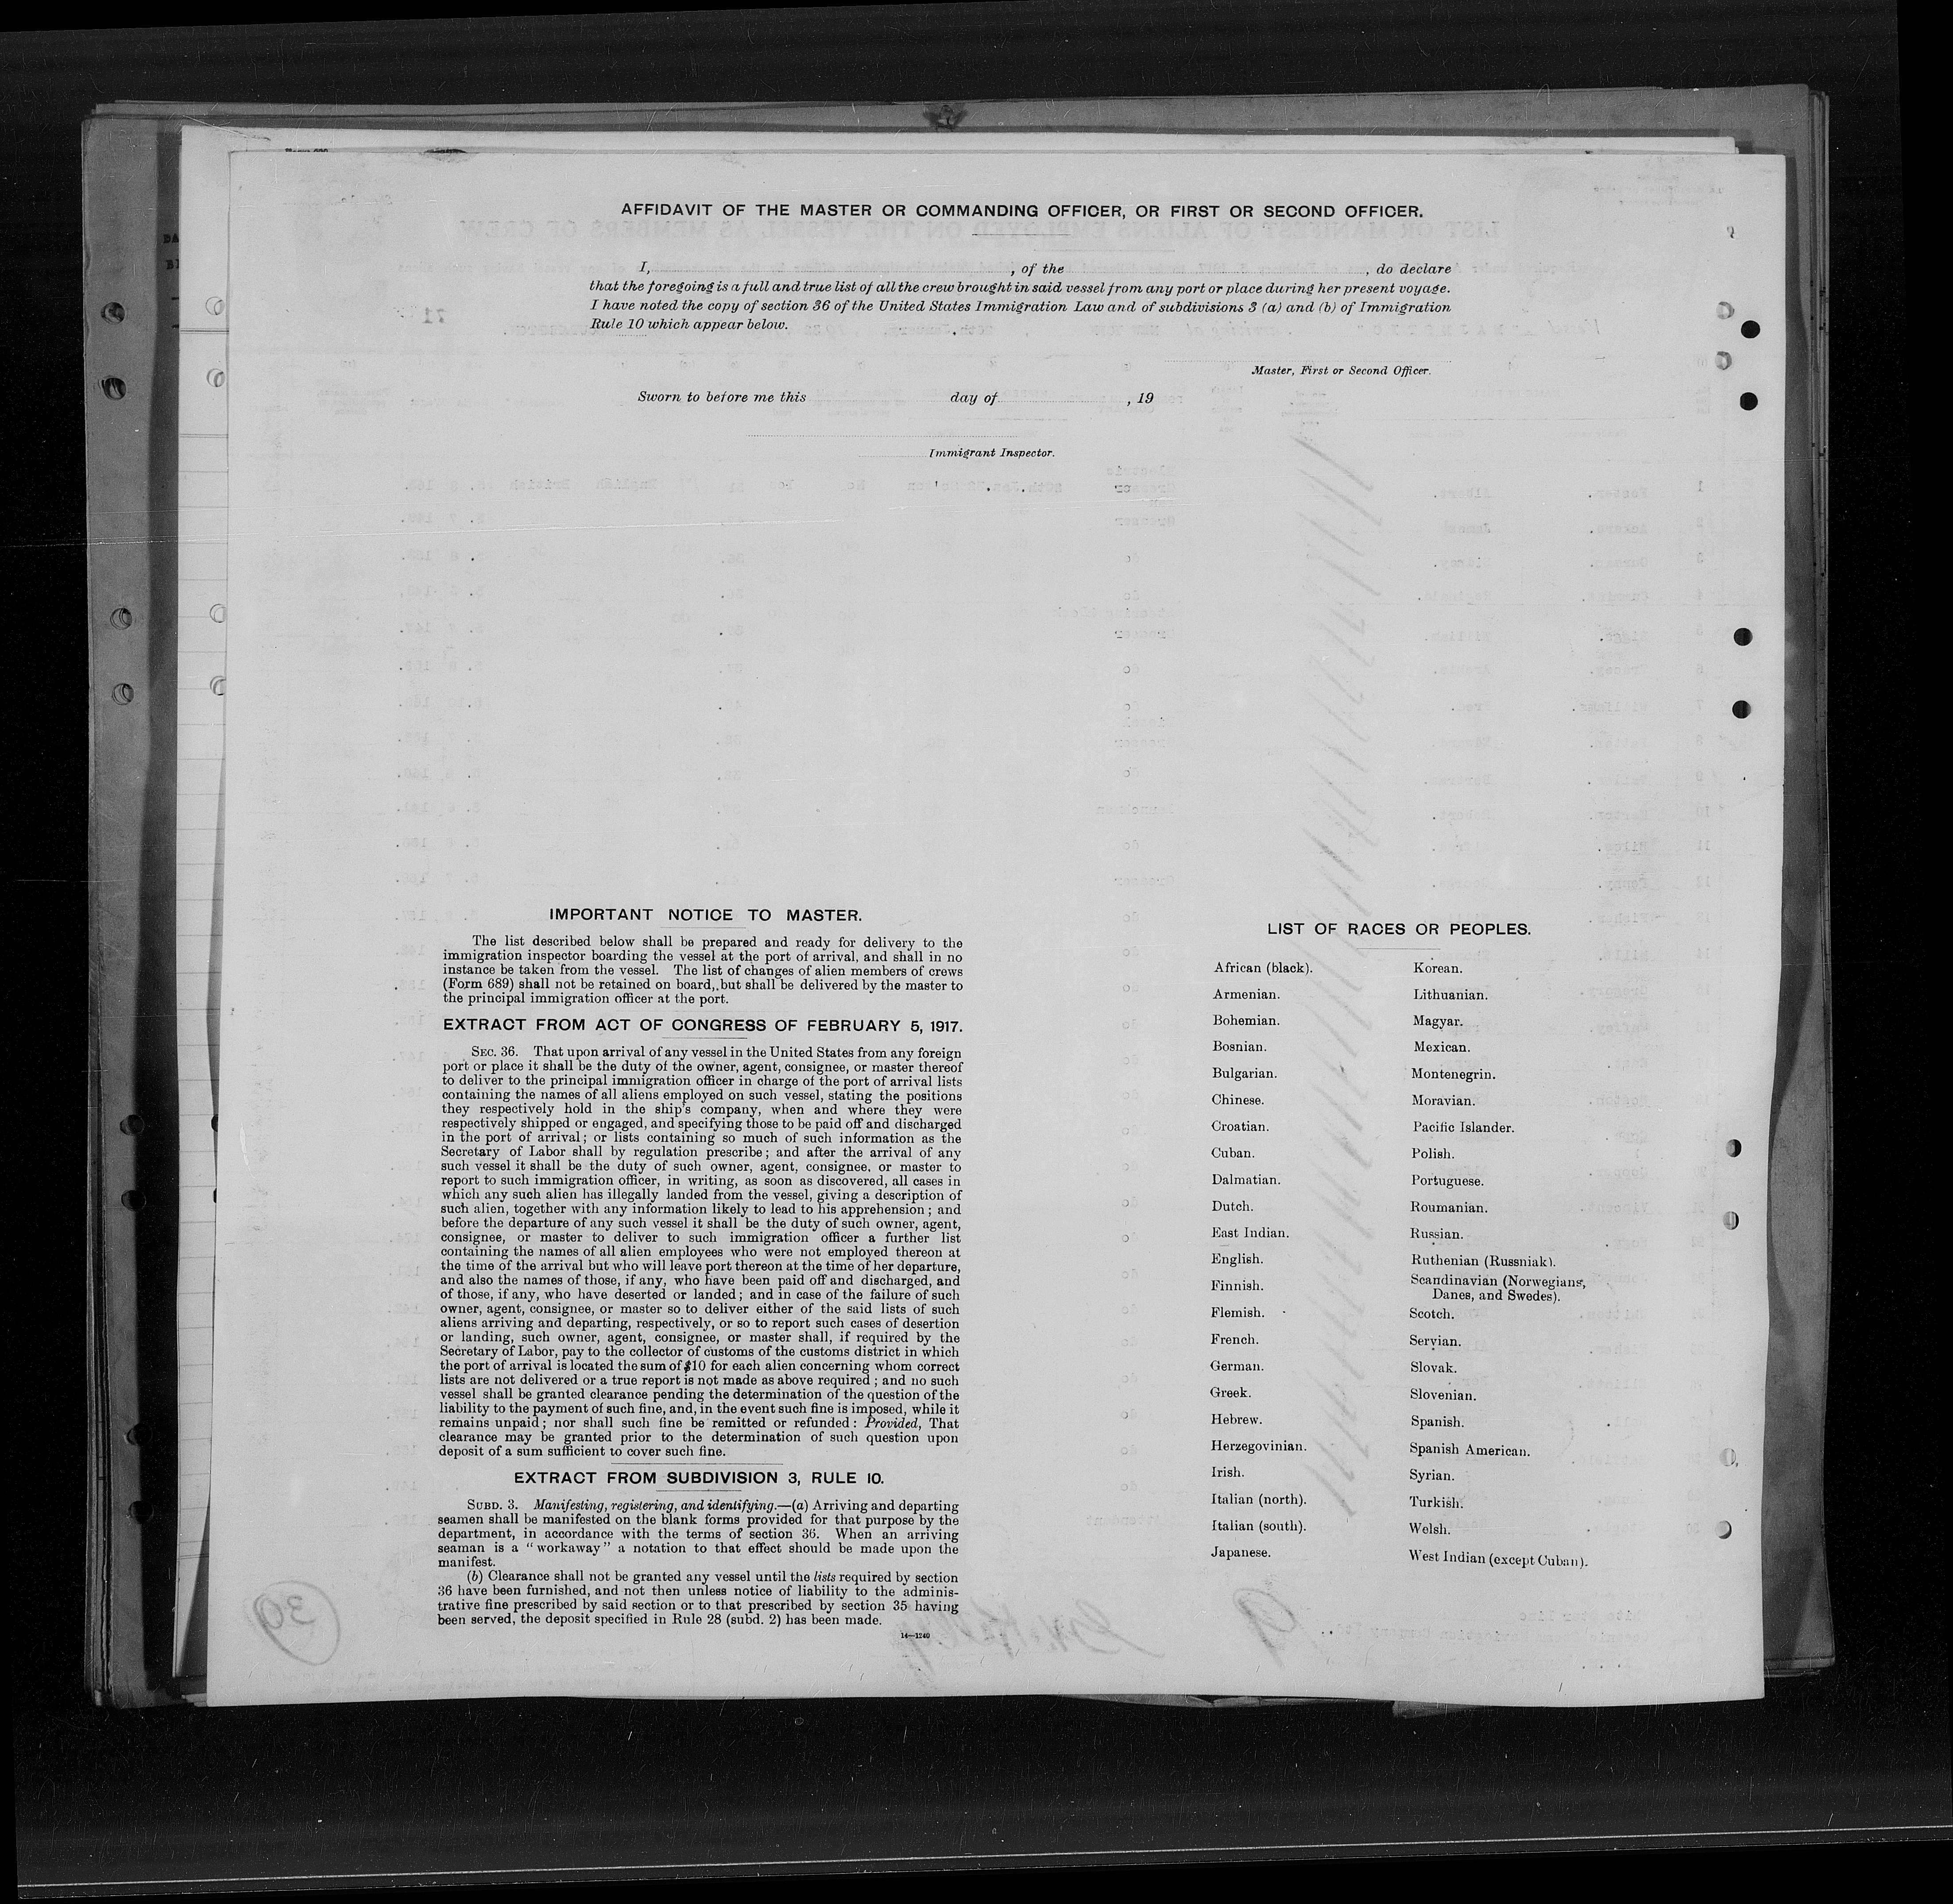 AFFIDAVIT OF THE MASTER OR COMMANDING OFFICER, OR FIRST OR SECOND OFFICER.
I, , of the , do declare
that the foregoing is a full and true list of all the crew brought in said vessel from any port or place during her present voyage.
I have noted the copy of section 36 of the United States Immigration Law and of subdivisions 3 (a) and (b) of Immigration
Rule 10 which appear below.
Master, First or Second Officer.
Sworn to before me this day of , 19
Immigrant Inspector.
IMPORTANT NOTICE TO MASTER.
The list described below shall be prepared and ready for delivery to the
immigration inspector boarding the vessel at the port of arrival, and shall in no
instance be taken from the vessel. The list of changes of alien members of crews
(Form 689) shall not be retained on board, but shall be delivered by the master to
the principal immigration officer at the port.
EXTRACT FROM ACT OF CONGRESS OF FEBRUARY 5, 1917.
SEC. 36. That upon arrival of any vessel in the United States from any foreign
port or place it shall be the duty of the owner, agent, consignee, or master thereof
to deliver to the principal immigration officer in charge of the port of arrival lists
containing the names of all aliens employed on such vessel, stating the positions
they respectively hold in the ship's company, when and where they were
respectively shipped or engaged, and specifying those to be paid off and discharged
in the port of arrival; or lists containing so much of such information as the
Secretary of Labor shall by regulation prescribe; and after the arrival of any
such vessel it shall be the duty of such owner, agent, consignee, or master to
report to such immigration officer, in writing, as soon as discovered, all cases in
which any such alien has illegally landed from the vessel, giving a description of
such alien, together with any information likely to lead to his apprehension; and
before the departure of any such vessel it shall be the duty of such owner, agent,
consignee, or master to deliver to such immigration officer a further list
containing the names of all alien employees who were not employed thereon at
the time of the arrival but who will leave port thereon at the time of her departure,
and also the names of those, if any, who have been paid off and discharged, and
of those, if any, who have deserted or landed; and in case of the failure of such
owner, agent, consignee, or master so to deliver either of the said lists of such
aliens arriving and departing, respectively, or so to report such cases of desertion
or landing, such owner, agent, consignee, or master shall, if required by the
Secretary of Labor, pay to the collector of customs of the customs district in which
the port of arrival is located the sum of $10 for each alien concerning whom correct
lists are not delivered or a true report is not made as above required; and no such
vessel shall be granted clearance pending the determination of the question of the
liability to the payment of such fine, and, in the event such fine is imposed, while it
remains unpaid; nor shall such fine be remitted or refunded: Provided, That
clearance may be granted prior to the determination of such question upon
deposit of a sum sufficient to cover such fine.
EXTRACT FROM SUBDIVISION 3, RULE 10.
SUBD. 3. Manifesting, registering, and identifying.—(a) Arriving and departing
seamen shall be manifested on the blank forms provided for that purpose by the
department, in accordance with the terms of section 36. When an arriving
seaman is a "workaway" a notation to that effect should be made upon the
manifest.
(b) Clearance shall not be granted any vessel until the lists required by section
36 have been furnished, and not then unless notice of liability to the adminis-
trative fine prescribed by said section or to that prescribed by section 35 having
been served, the deposit specified in Rule 28 (subd. 2) has been made.
14—1240
LIST OF RACES OR PEOPLES.
African (black).
Armenian.
Bohemian.
Bosnian.
Bulgarian.
Chinese.
Croatian.
Cuban.
Dalmatian.
Dutch.
East Indian.
English.
Finnish.
Flemish.
French.
German.
Greek.
Hebrew.
Herzegovinian.
Irish.
Italian (north).
Italian (south).
Japanese.
Korean.
Lithuanian.
Magyar.
Mexican.
Montenegrin.
Moravian.
Pacific Islander.
Polish.
Portuguese.
Roumanian.
Russian.
Ruthenian (Russniak).
Scandinavian (Norwegians,
Danes, and Swedes).
Scotch.
Servian.
Slovak.
Slovenian.
Spanish.
Spanish American.
Syrian.
Turkish.
Welsh.
West Indian (except Cuban).